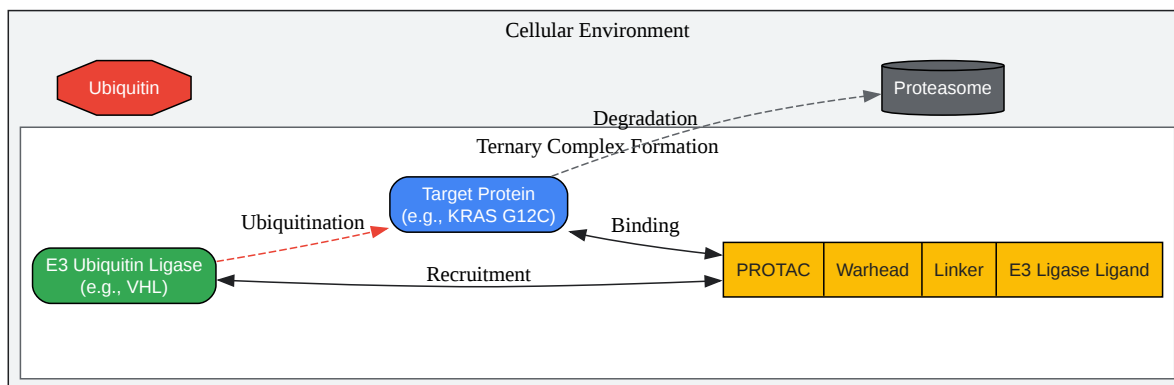 Cellular Environment
Ubiquitin
Proteasome
Degradation
Ternary Complex Formation
Target Protein
(e.g., KRAS G12C)
Ubiquitination
Binding
E3 Ubiquitin Ligase
(e.g., VHL)
Recruitment
PROTAC
Warhead
Linker
E3 Ligase Ligand